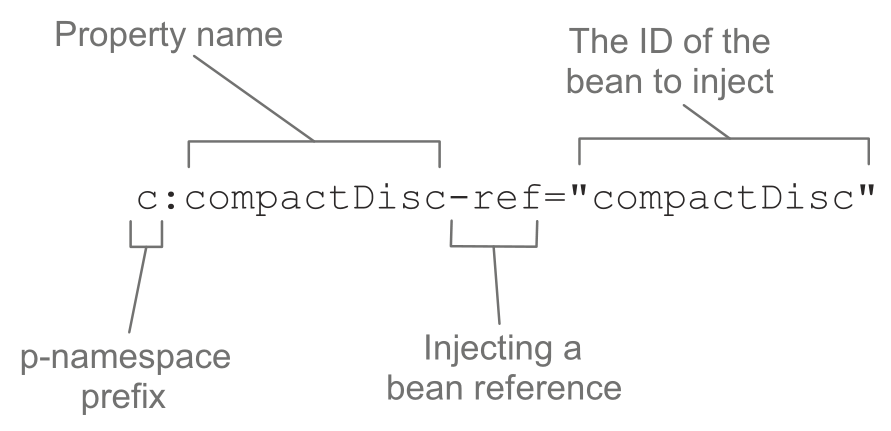 Property name
The ID of the
bean to inject
c:compactDisc-ref="compactDisc"
p-namespace
prefix
Injecting a
bean reference